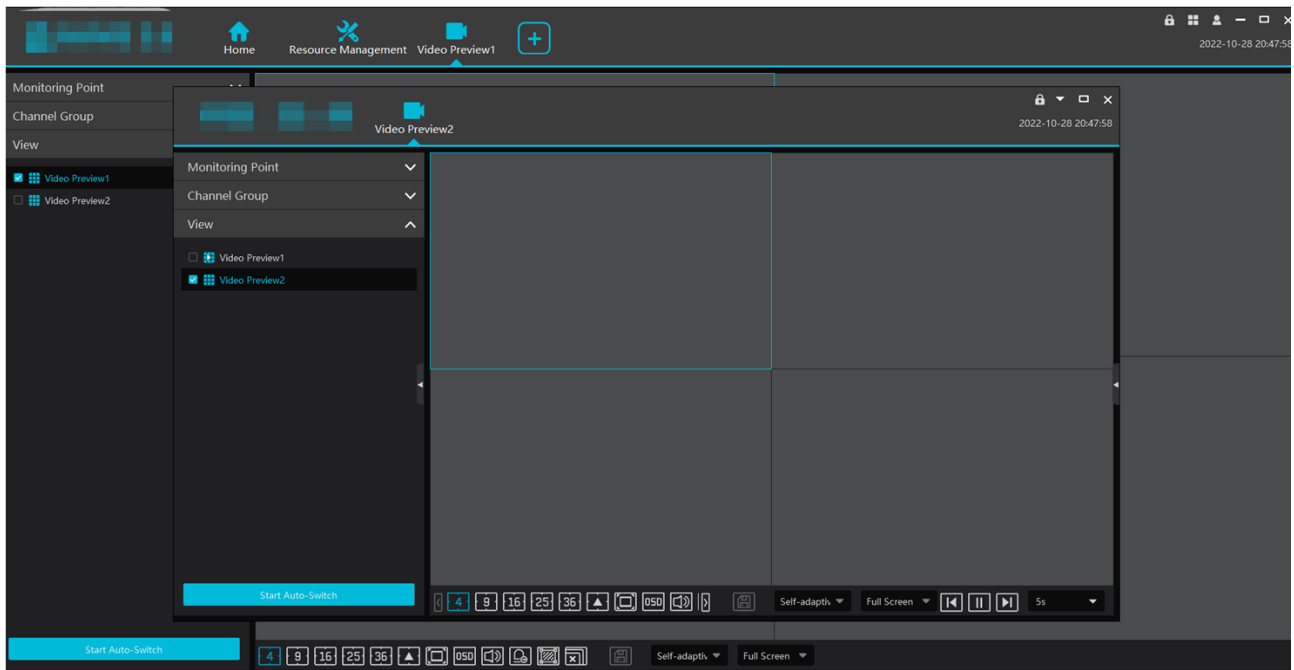 Home
Resource Management
Video Preview1
2022-10-28 20:47:58
Monitoring Point
Channel Group
View
Video Preview1
Video Preview2
Start Auto-Switch
Video Preview2
2022-10-28 20:47:58
Monitoring Point
Channel Group
View
Video Preview1
Video Preview2
Start Auto-Switch
4 9 16 25 36 OSD Self-adaptiv Full Screen 5s
4 9 16 25 36 OSD Self-adaptiv Full Screen